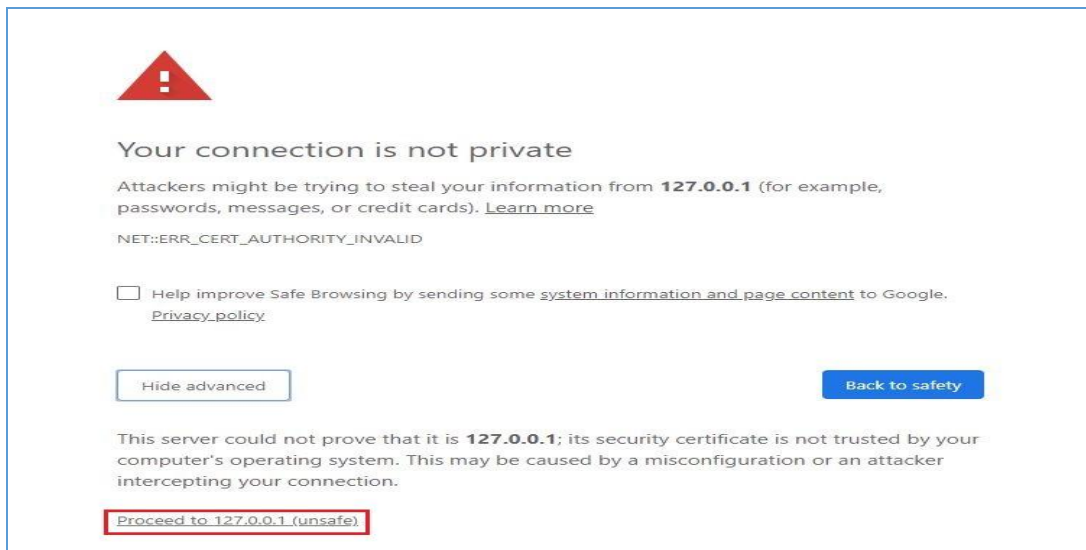 Your connection is not private
Attackers might be trying to steal your information from 127.0.0.1 (for example,
passwords, messages, or credit cards). Learn more
NET::ERR_CERT_AUTHORITY_INVALID
Help improve Safe Browsing by sending some system information and page content to Google.
Privacy policy
Hide advanced
Back to safety
This server could not prove that it is 127.0.0.1; its security certificate is not trusted by your
computer's operating system. This may be caused by a misconfiguration or an attacker
intercepting your connection.
Proceed to 127.0.0.1 (unsafe)